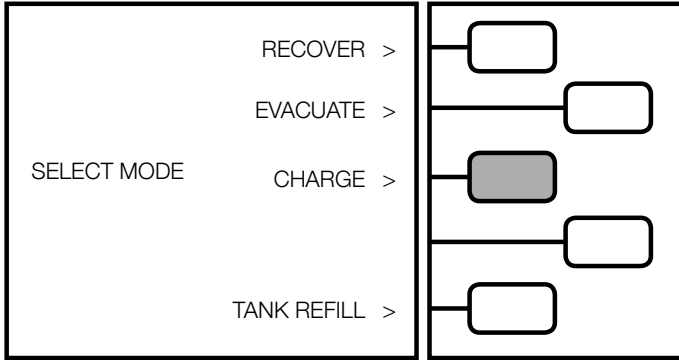 RECOVER >
EVACUATE >
SELECT MODE CHARGE >
TANK REFILL >